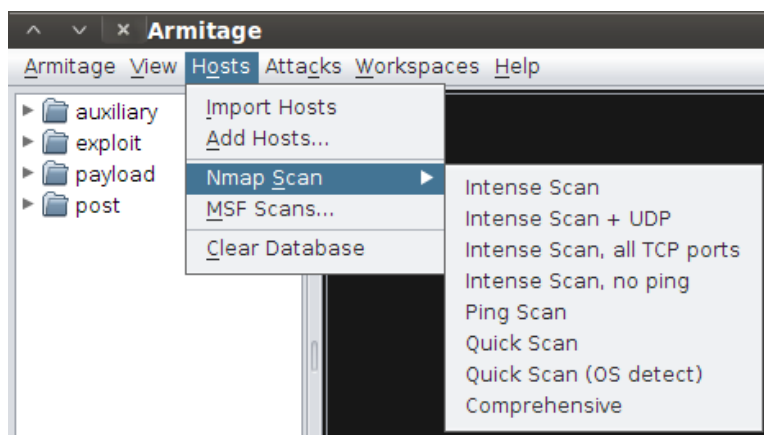 Armitage
Armitage View Hosts Attacks Workspaces Help
auxiliary
exploit
payload
post
Import Hosts
Add Hosts...
Nmap Scan
MSF Scans...
Clear Database
Intense Scan
Intense Scan + UDP
Intense Scan, all TCP ports
Intense Scan, no ping
Ping Scan
Quick Scan
Quick Scan (OS detect)
Comprehensive